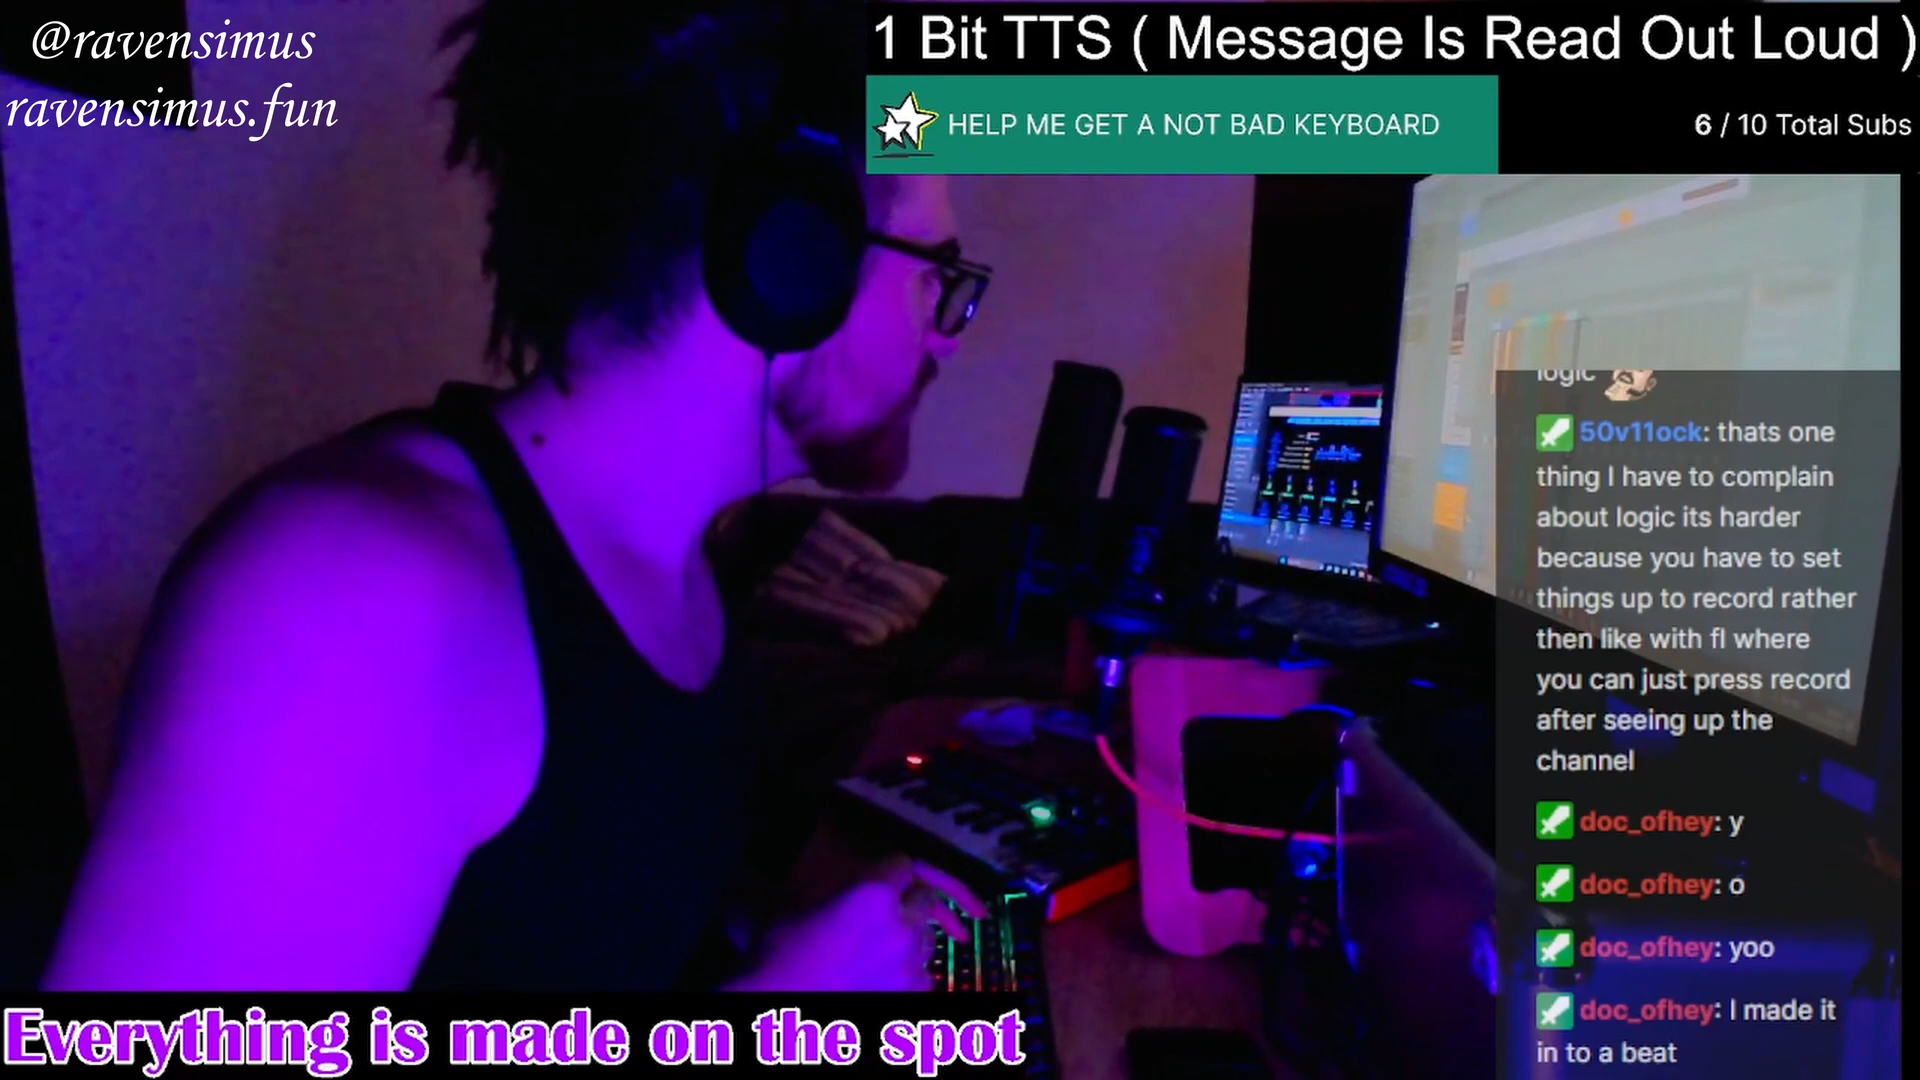 @ravensimus
ravensimus.fun
1 Bit TTS ( Message Is Read Out Loud )
HELP ME GET A NOT BAD KEYBOARD
6 / 10 Total Subs
logic
50v11ock: thats one
thing I have to complain
about logic its harder
because you have to set
things up to record rather
then like with fl where
you can just press record
after seeing up the
channel
doc_ofhey: y
doc_ofhey: o
doc_ofhey: yoo
doc_ofhey: I made it
in to a beat
Everything is made on the spot